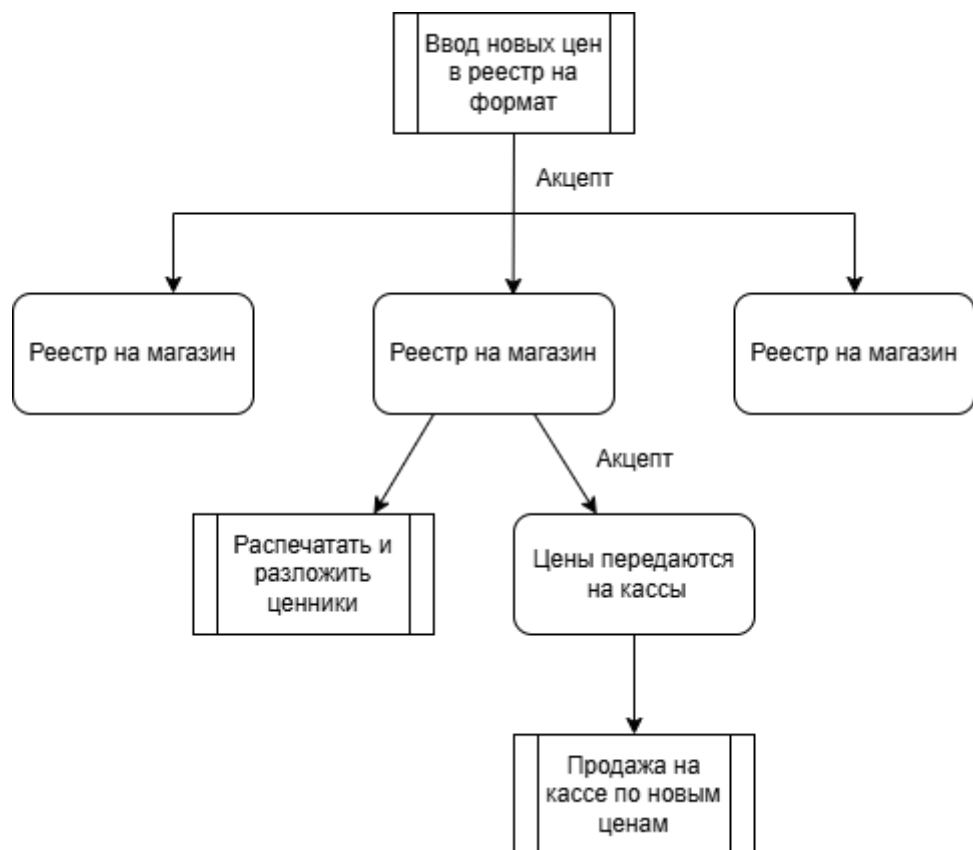 Ввод новых цен
в реестр на
формат
Акцепт
Реестр на магазин
Реестр на магазин
Реестр на магазин
Акцепт
Распечатать и
разложить
ценники
Цены передаются
на кассы
Продажа на
кассе по новым
ценам